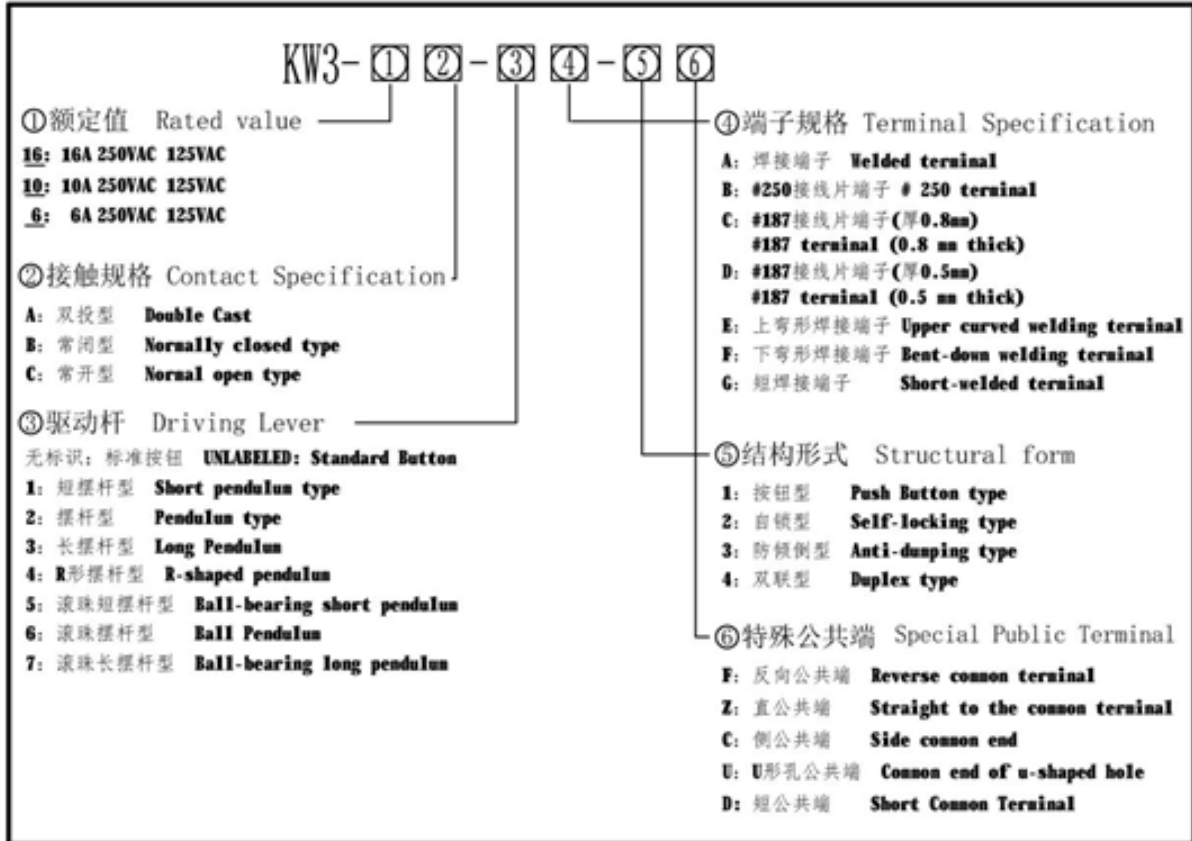 KW3-①②-③④-⑤⑥
①额定值 Rated value
16: 16A 250VAC 125VAC
10: 10A 250VAC 125VAC
6: 6A 250VAC 125VAC
②接触规格 Contact Specification
A: 双投型 Double Cast
B: 常闭型 Normally closed type
C: 常开型 Normal open type
③驱动杆 Driving Lever
无标识: 标准按钮 UNLABELED: Standard Button
1: 短摆杆型 Short pendulum type
2: 摆杆型 Pendulum type
3: 长摆杆型 Long Pendulum
4: R形摆杆型 R-shaped pendulum
5: 滚珠短摆杆型 Ball-bearing short pendulum
6: 滚珠摆杆型 Ball Pendulum
7: 滚珠长摆杆型 Ball-bearing long pendulum
④端子规格 Terminal Specification
A: 焊接端子 Welded terminal
B: #250接线片端子 # 250 terminal
C: #187接线片端子(厚0.8mm)
#187 terminal (0.8 mm thick)
D: #187接线片端子(厚0.5mm)
#187 terminal (0.5 mm thick)
E: 上弯形焊接端子 Upper curved welding terminal
F: 下弯形焊接端子 Bent-down welding terminal
G: 短焊接端子 Short-welded terminal
⑤结构形式 Structural form
1: 按钮型 Push Button type
2: 自锁型 Self-locking type
3: 防倾倒型 Anti-dumping type
4: 双联型 Duplex type
⑥特殊公共端 Special Public Terminal
F: 反向公共端 Reverse common terminal
Z: 直公共端 Straight to the common terminal
C: 侧公共端 Side common end
U: U形孔公共端 Common end of u-shaped hole
D: 短公共端 Short Common Terminal